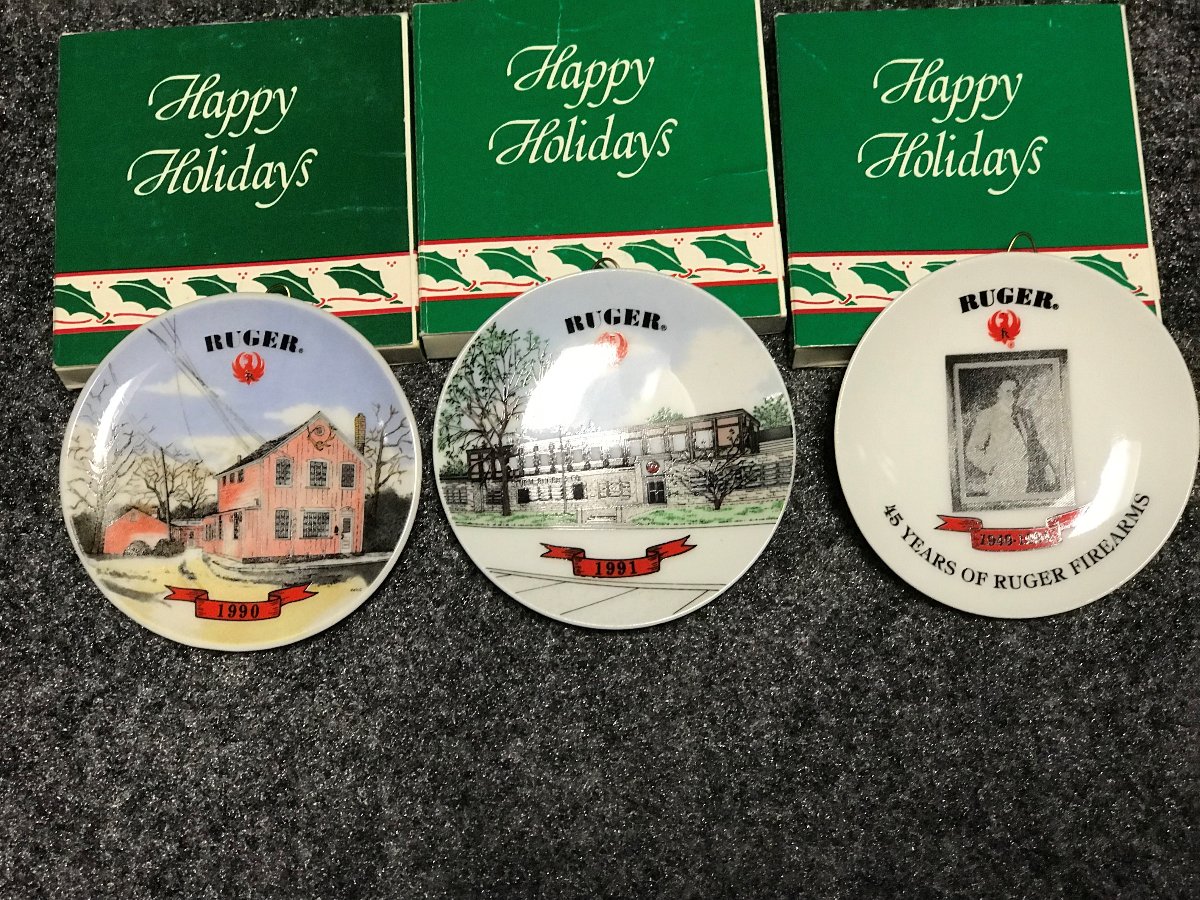 Happy
Holidays
Happy
Holidays
Happy
Holidays
RUGER®
1990
RUGER®
1991
RUGER®
45 YEARS OF RUGER FIREARMS